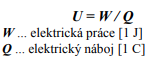 U = W / Q
W ... elektrická práce [1 J]
Q ... elektrický náboj [1 C]